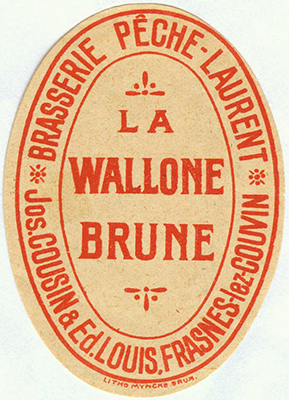 BRASSERIE PÊCHE-LAURENT
LA
WALLONE
BRUNE
Jos. COUSIN & Ed. LOUIS, FRASNES-lez-COUVIN
LITHO MYNCKE BRUX.